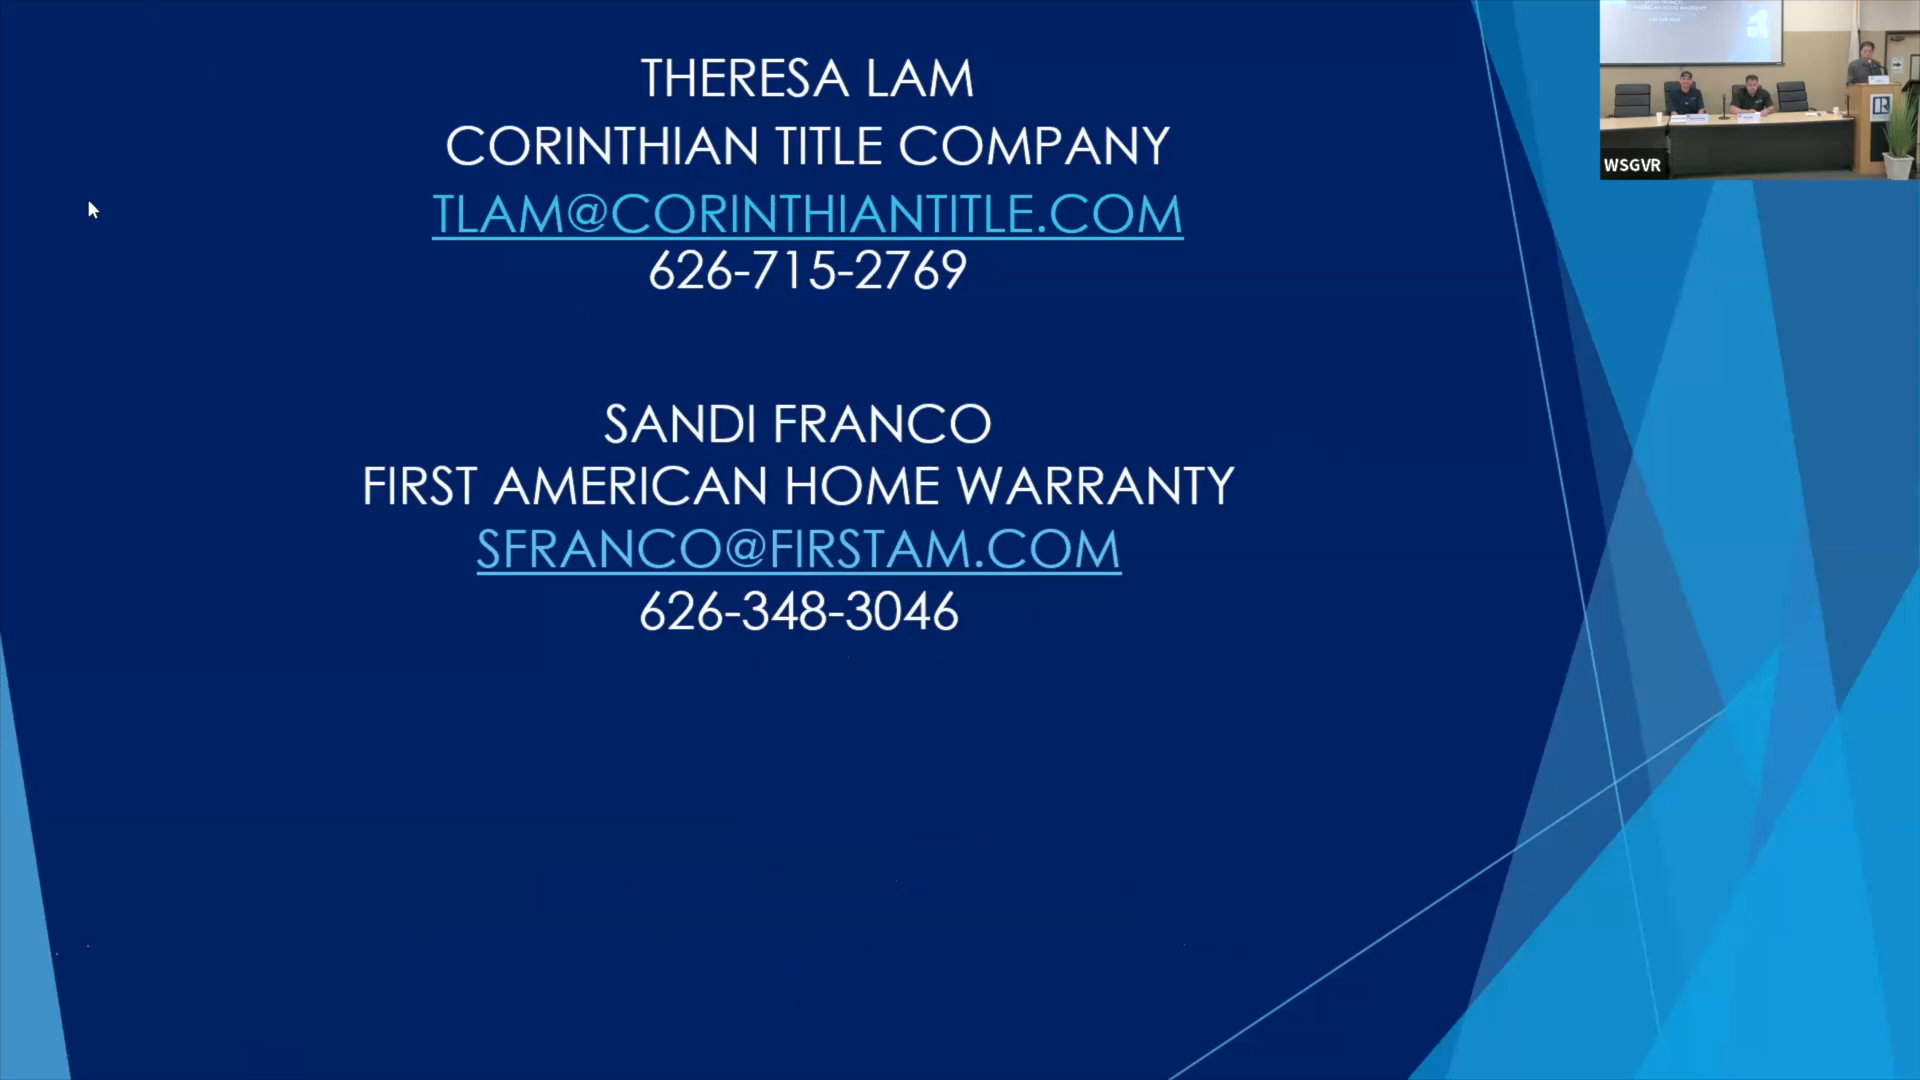 THERESA LAM
CORINTHIAN TITLE COMPANY
TLAM@CORINTHIANTITLE.COM
626-715-2769
SANDI FRANCO
FIRST AMERICAN HOME WARRANTY
SFRANCO@FIRSTAM.COM
626-348-3046
WSGVR